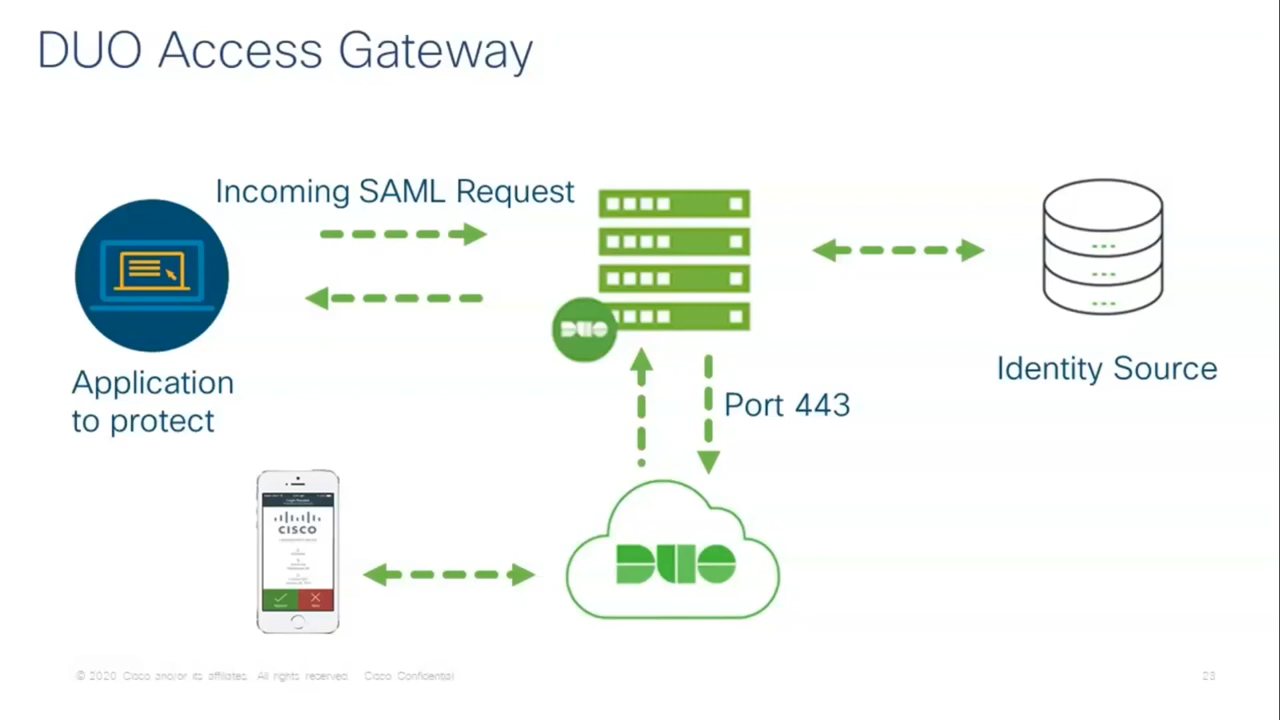 DUO Access Gateway
Incoming SAML Request
Application
to protect
DUO
Identity Source
Port 443
CISCO
DUO
© 2020 Cisco and/or its affiliates. All rights reserved. Cisco Confidential
23